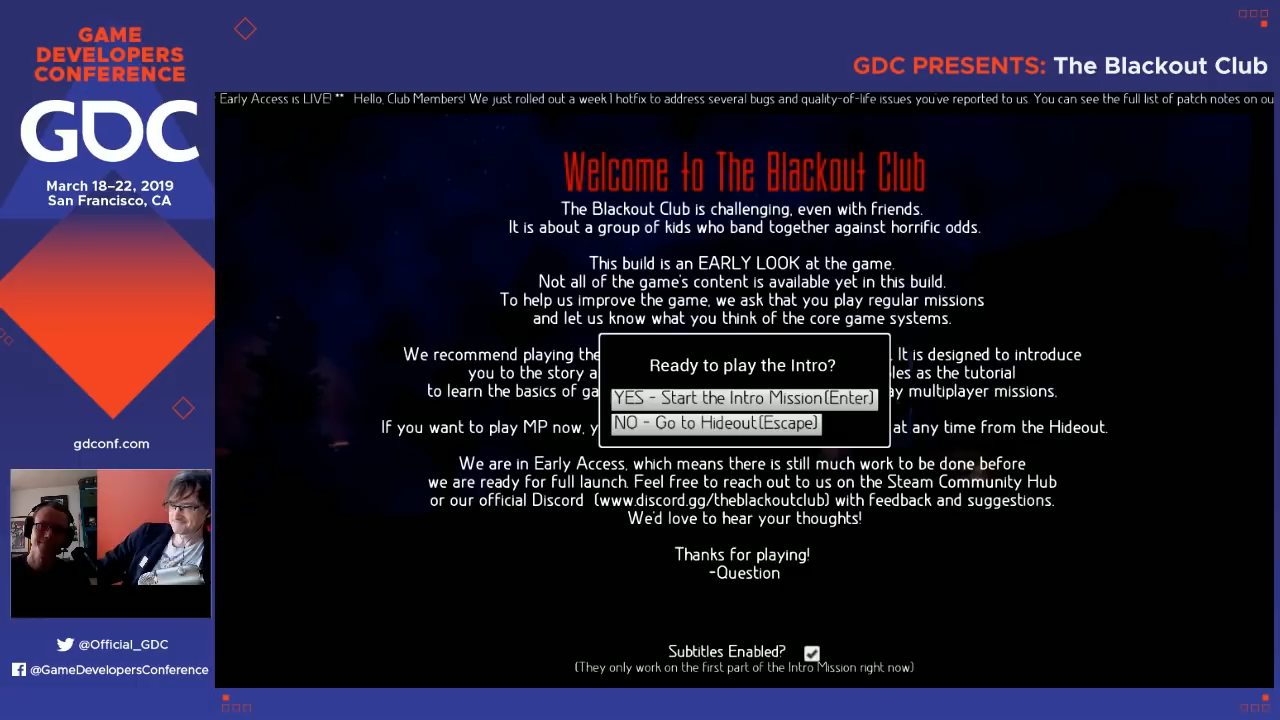 GAME
DEVELOPERS
CONFERENCE
GDC
March 18–22, 2019
San Francisco, CA
gdconf.com
@Official_GDC
@GameDevelopersConference
GDC PRESENTS: The Blackout Club
Early Access is LIVE! ** Hello, Club Members! We just rolled out a week 1 hotfix to address several bugs and quality-of-life issues you've reported to us. You can see the full list of patch notes on ou
Welcome to The Blackout Club
The Blackout Club is challenging, even with friends.
It is about a group of kids who band together against horrific odds.
This build is an EARLY LOOK at the game.
Not all of the game's content is available yet in this build.
To help us improve the game, we ask that you play regular missions
and let us know what you think of the core game systems.
We recommend playing the It is designed to introduce
you to the story a les as the tutorial
to learn the basics of ga ay multiplayer missions.
If you want to play MP now, y at any time from the Hideout.
Ready to play the Intro?
YES - Start the Intro Mission(Enter)
NO - Go to Hideout(Escape)
We are in Early Access, which means there is still much work to be done before
we are ready for full launch. Feel free to reach out to us on the Steam Community Hub
or our official Discord (www.discord.gg/theblackoutclub) with feedback and suggestions.
We'd love to hear your thoughts!
Thanks for playing!
-Question
Subtitles Enabled?
(They only work on the first part of the Intro Mission right now)